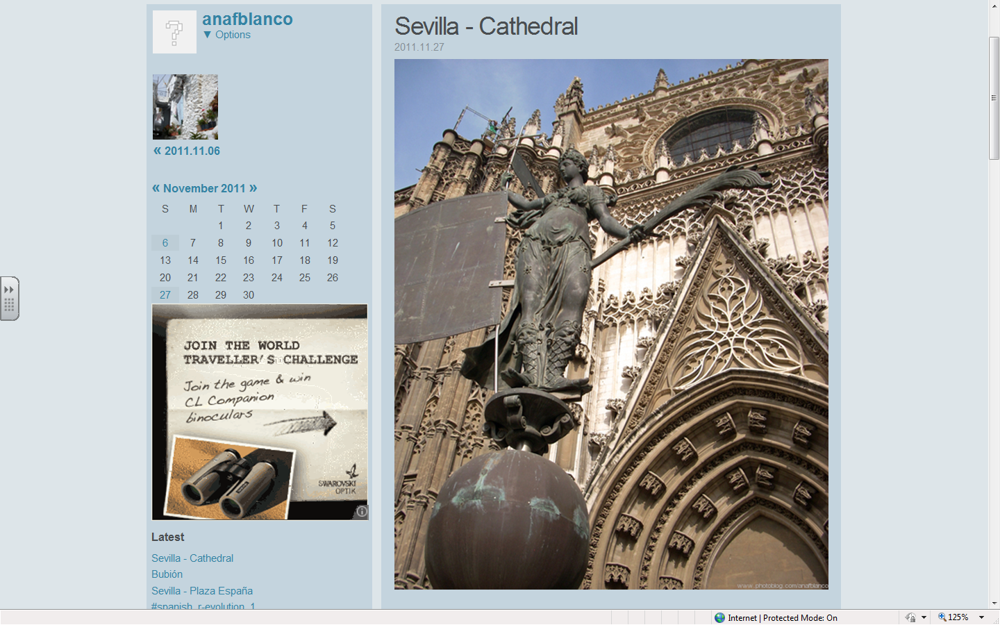 anafblanco
▼ Options
« 2011.11.06
« November 2011 »
S M T W T F S
1 2 3 4 5
6 7 8 9 10 11 12
13 14 15 16 17 18 19
20 21 22 23 24 25 26
27 28 29 30
JOIN THE WORLD
TRAVELLER'S CHALLENGE
Join the game & win
CL Companion
binoculars
SWAROVSKI
OPTIK
Latest
Sevilla - Cathedral
Bubión
Sevilla - Plaza España
#spanish_r-evolution_1
Sevilla - Cathedral
2011.11.27
www.photoblog.com/anafblanco
Internet | Protected Mode: On
125%